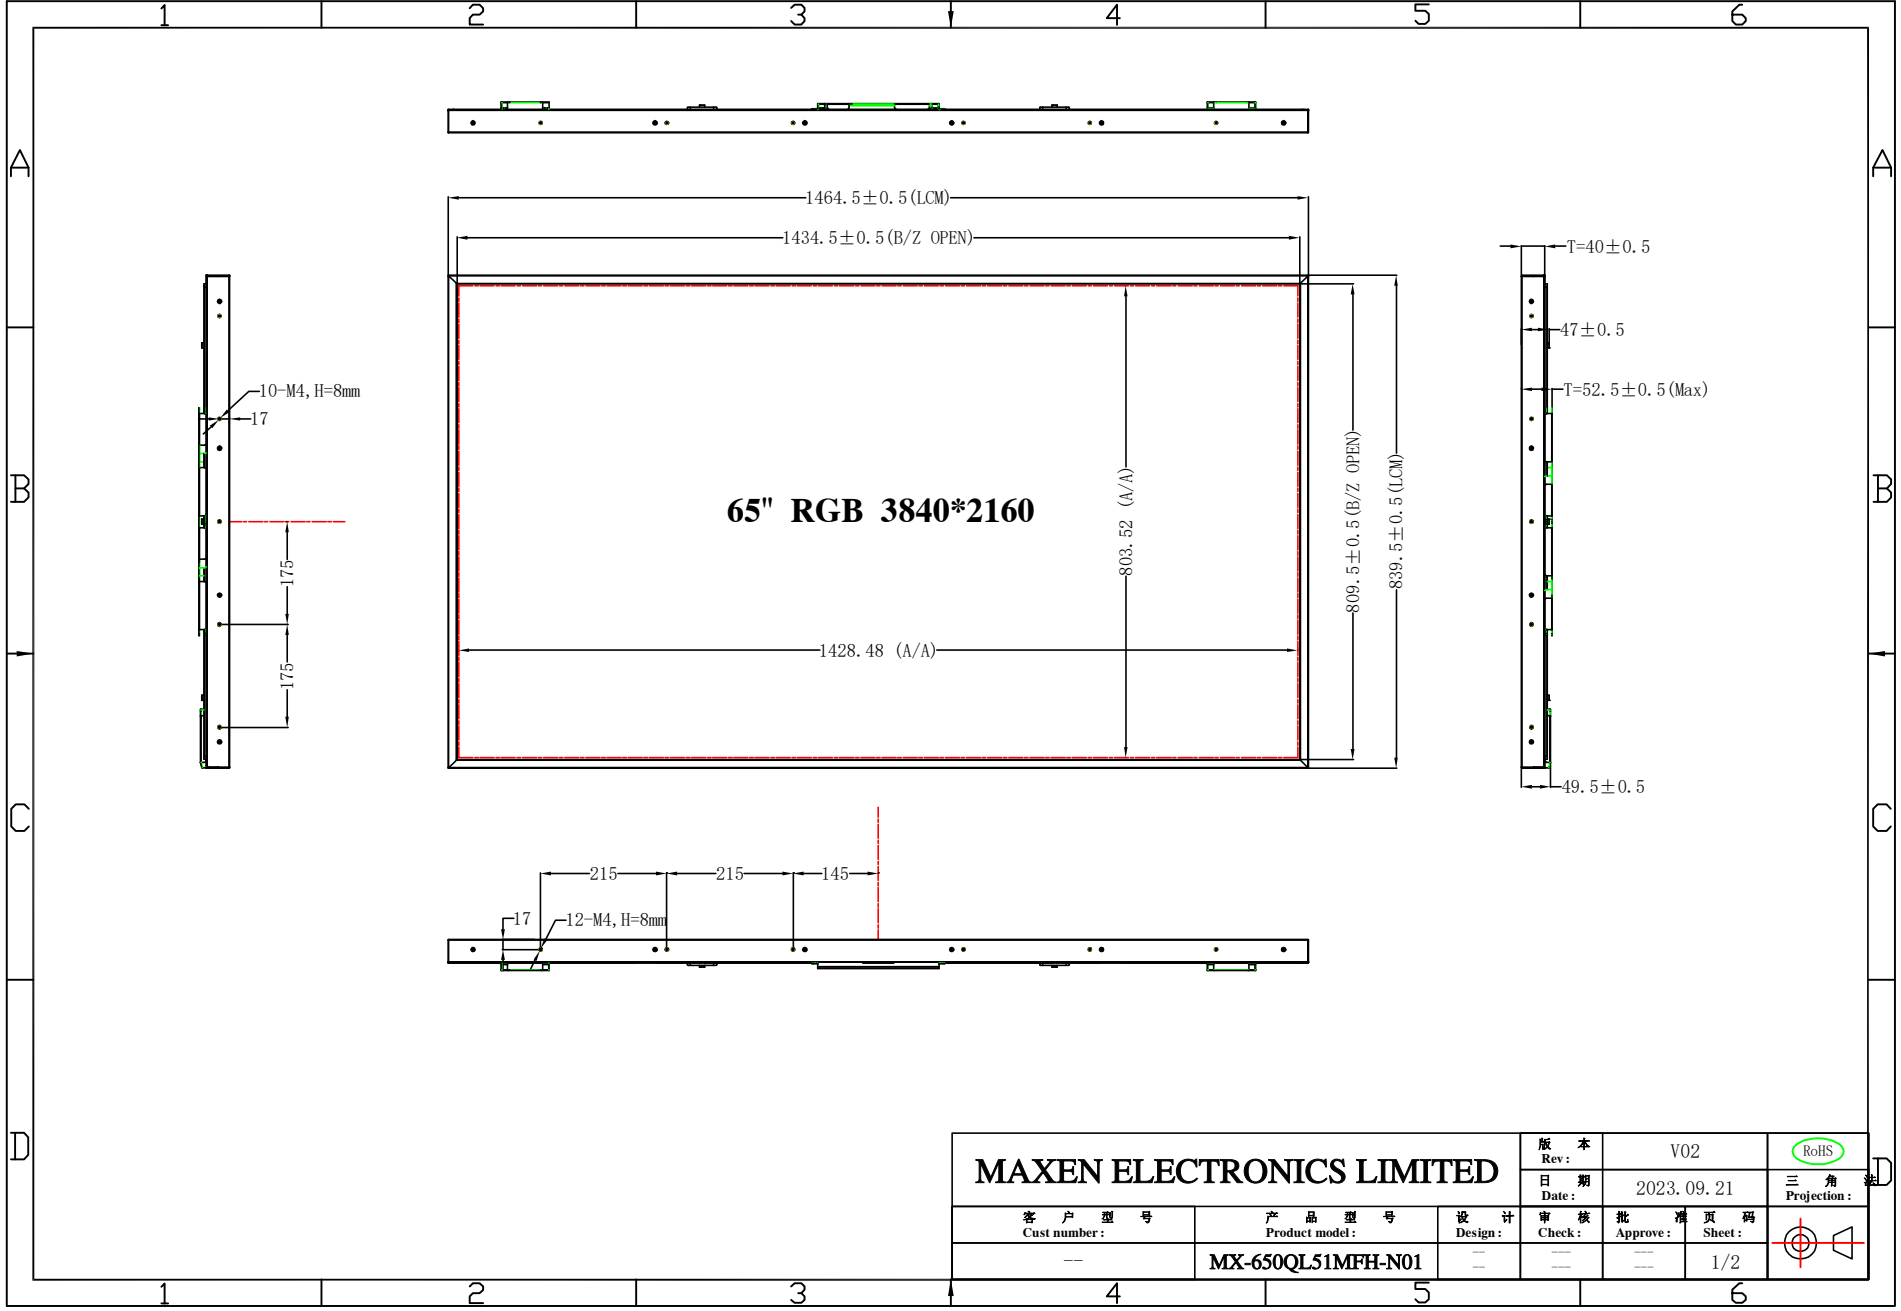 1 2 3 4 5 6
A A
1464.5±0.5(LCM)
1434.5±0.5(B/Z OPEN)
T=40±0.5
47±0.5
10-M4,H=8mm
T=52.5±0.5(Max)
17
B B
65" RGB 3840*2160
803.52 (A/A)
809.5±0.5(B/Z OPEN)
839.5±0.5(LCM)
175
175
1428.48 (A/A)
49.5±0.5
C C
215 215 145
17 12-M4,H=8mm
D D
MAXEN ELECTRONICS LIMITED
版 本
Rev:
V02
RoHS
日 期
Date:
2023.09.21
三 角 法
Projection:
客 户 型 号
Cust number:
产 品 型 号
Product model:
设 计
Design:
审 核
Check:
批 准
Approve:
页 码
Sheet:
--
MX-650QL51MFH-N01
--
--
---
---
---
---
1/2
1 2 3 4 5 6